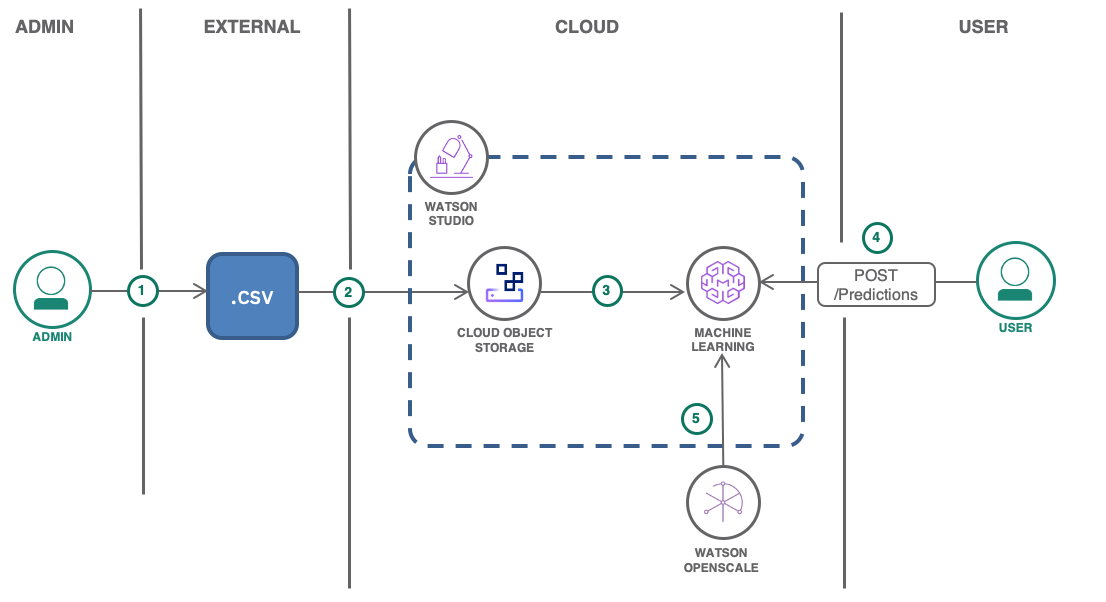 ADMIN
EXTERNAL
CLOUD
USER
WATSON
STUDIO
4
POST
/Predictions
1
.CSV
2
3
ADMIN
CLOUD OBJECT
STORAGE
MACHINE
LEARNING
USER
5
WATSON
OPENSCALE